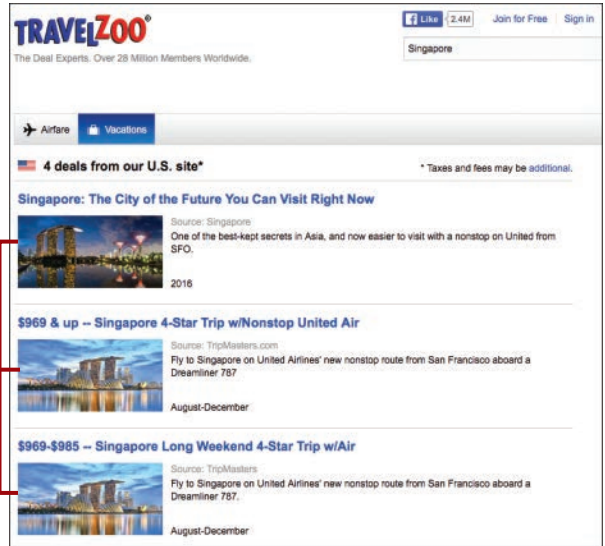 TRAVELZOO®
Like 2.4M Join for Free Sign in
The Deal Experts. Over 28 Million Members Worldwide.
Singapore
Airfare Vacations
4 deals from our U.S. site*
* Taxes and fees may be additional.
Singapore: The City of the Future You Can Visit Right Now
Source: Singapore
One of the best-kept secrets in Asia, and now easier to visit with a nonstop on United from
SFO.
2016
$969 & up -- Singapore 4-Star Trip w/Nonstop United Air
Source: TripMasters.com
Fly to Singapore on United Airlines' new nonstop route from San Francisco aboard a
Dreamliner 787
August-December
$969-$985 -- Singapore Long Weekend 4-Star Trip w/Air
Source: TripMasters
Fly to Singapore on United Airlines' new nonstop route from San Francisco aboard a
Dreamliner 787.
August-December